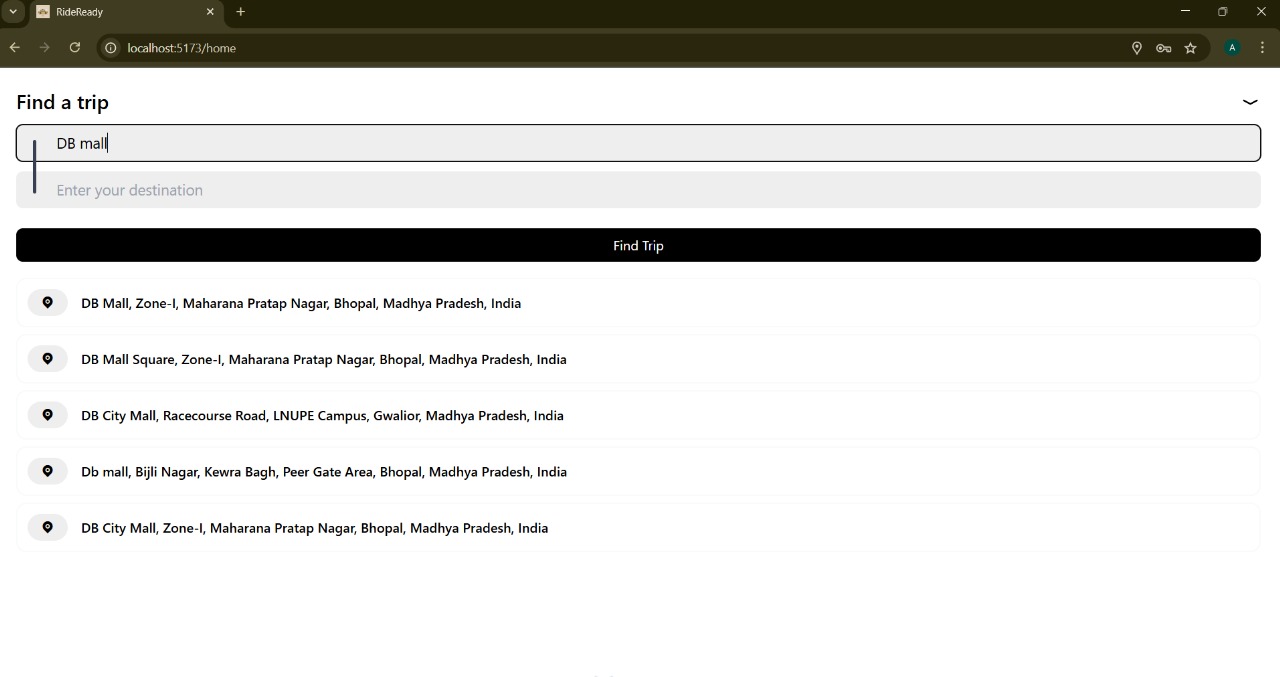 RideReady
localhost:5173/home
A
Find a trip
DB mall
Enter your destination
Find Trip
DB Mall, Zone-I, Maharana Pratap Nagar, Bhopal, Madhya Pradesh, India
DB Mall Square, Zone-I, Maharana Pratap Nagar, Bhopal, Madhya Pradesh, India
DB City Mall, Racecourse Road, LNUPE Campus, Gwalior, Madhya Pradesh, India
Db mall, Bijli Nagar, Kewra Bagh, Peer Gate Area, Bhopal, Madhya Pradesh, India
DB City Mall, Zone-I, Maharana Pratap Nagar, Bhopal, Madhya Pradesh, India